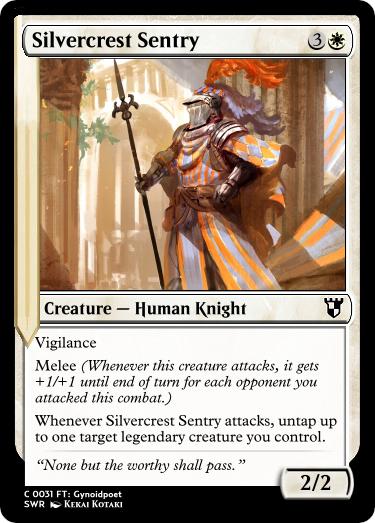 Silvercrest Sentry 3
Creature — Human Knight
Vigilance
Melee (Whenever this creature attacks, it gets
+1/+1 until end of turn for each opponent you
attacked this combat.)
Whenever Silvercrest Sentry attacks, untap up
to one target legendary creature you control.
“None but the worthy shall pass.”
2/2
C 0031 FT: Gynoidpoet
SWR Kekai Kotaki